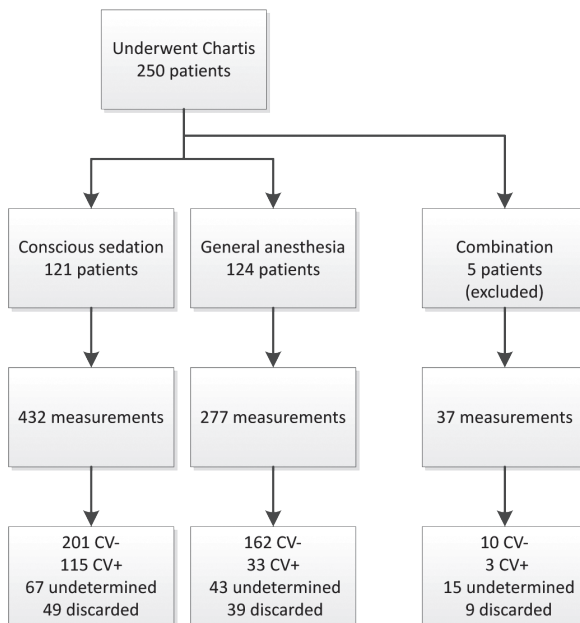 Underwent Chartis
250 patients
Conscious sedation
121 patients
General anesthesia
124 patients
Combination
5 patients
(excluded)
432 measurements
277 measurements
37 measurements
201 CV-
115 CV+
67 undetermined
49 discarded
162 CV-
33 CV+
43 undetermined
39 discarded
10 CV-
3 CV+
15 undetermined
9 discarded